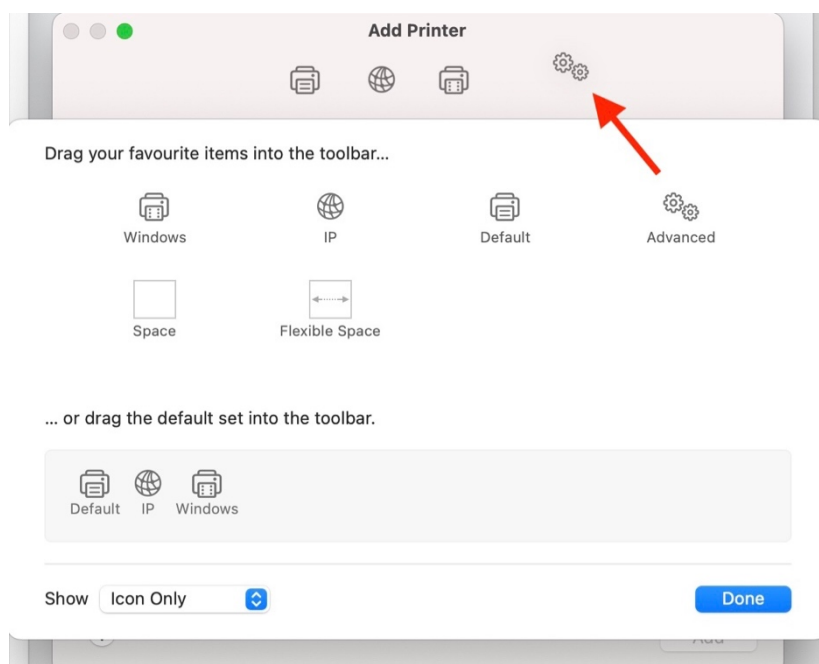 Add Printer
Drag your favourite items into the toolbar...
Windows IP Default Advanced
Space Flexible Space
... or drag the default set into the toolbar.
Default IP Windows
Show Icon Only Done
Add